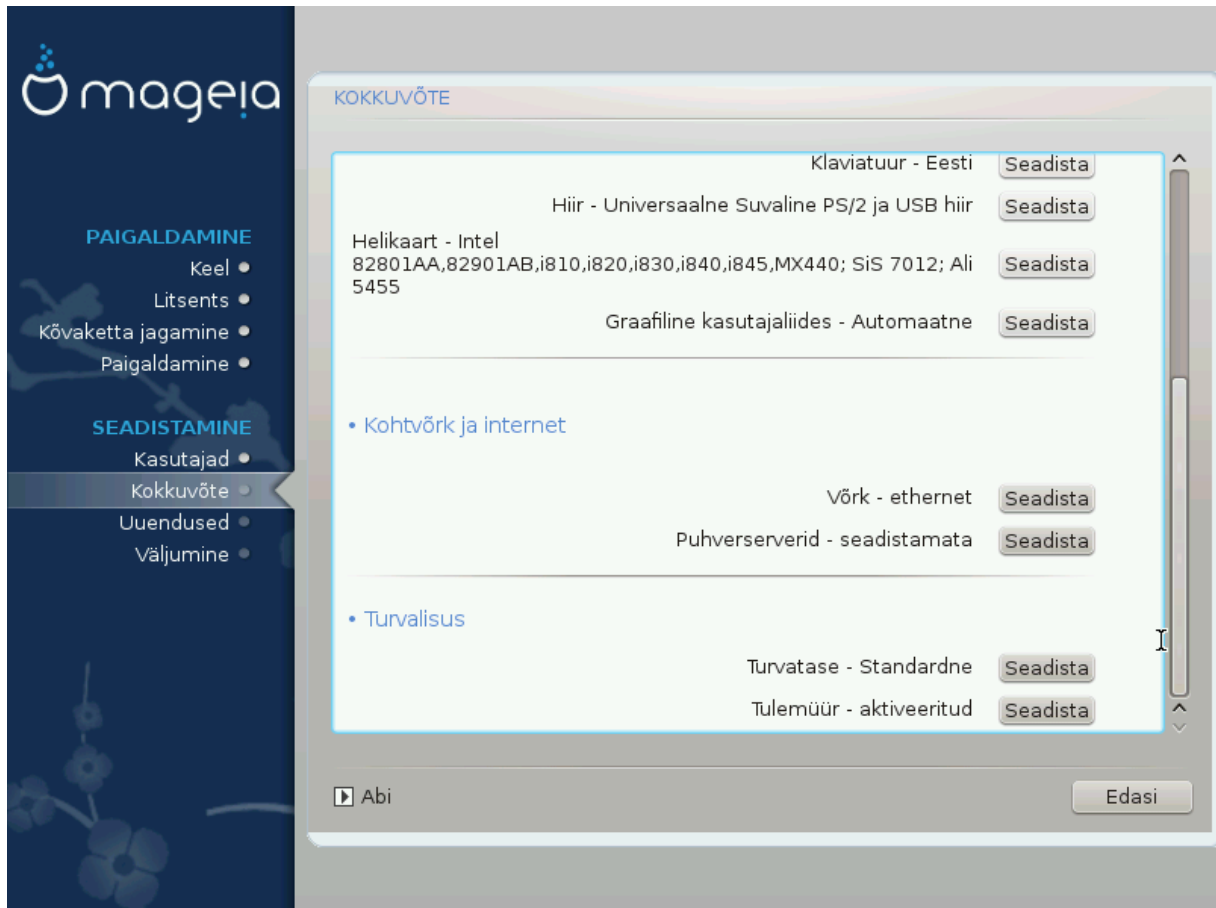 mageia
PAIGALDAMINE
Keel
Litsents
Kõvaketta jagamine
Paigaldamine
SEADISTAMINE
Kasutajad
Kokkuvõte
Uuendused
Väljumine
KOKKUVÕTE
Klaviatuur - Eesti Seadista
Hiir - Universaalne Suvaline PS/2 ja USB hiir Seadista
Helikaart - Intel
82801AA,82901AB,i810,i820,i830,i840,i845,MX440; SiS 7012; Ali Seadista
5455
Graafiline kasutajaliides - Automaatne Seadista
• Kohtvõrk ja internet
Võrk - ethernet Seadista
Puhverserverid - seadistamata Seadista
• Turvalisus
Turvatase - Standardne Seadista
Tulemüür - aktiveeritud Seadista
Abi
Edasi